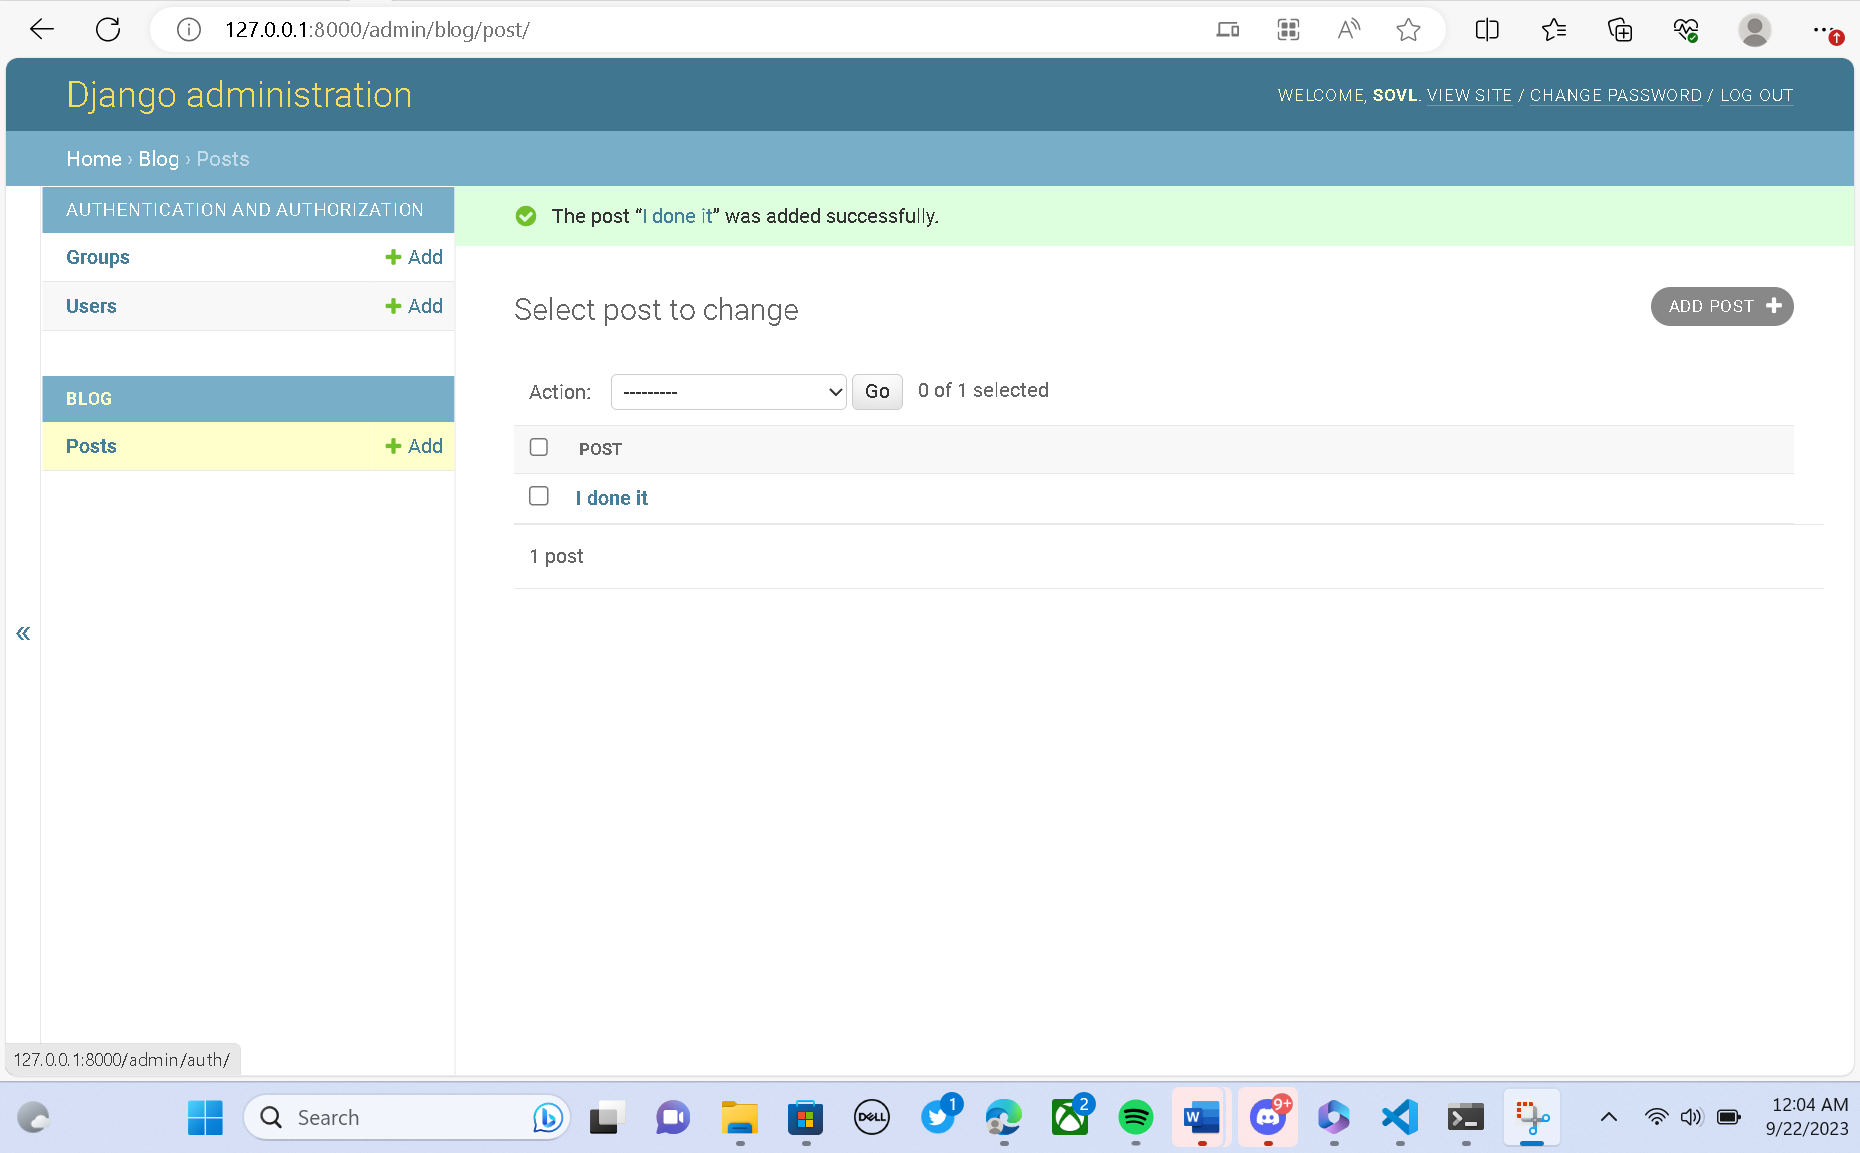 127.0.0.1:8000/admin/blog/post/
Django administration
WELCOME, SOVL. VIEW SITE / CHANGE PASSWORD / LOG OUT
Home › Blog › Posts
AUTHENTICATION AND AUTHORIZATION
Groups
Add
Users
Add
BLOG
Posts
Add
The post “I done it” was added successfully.
Select post to change
ADD POST
Action:
---------
Go
0 of 1 selected
POST
I done it
1 post
«
127.0.0.1:8000/admin/auth/
Search
DELL
1
2
W
9+
12:04 AM
9/22/2023